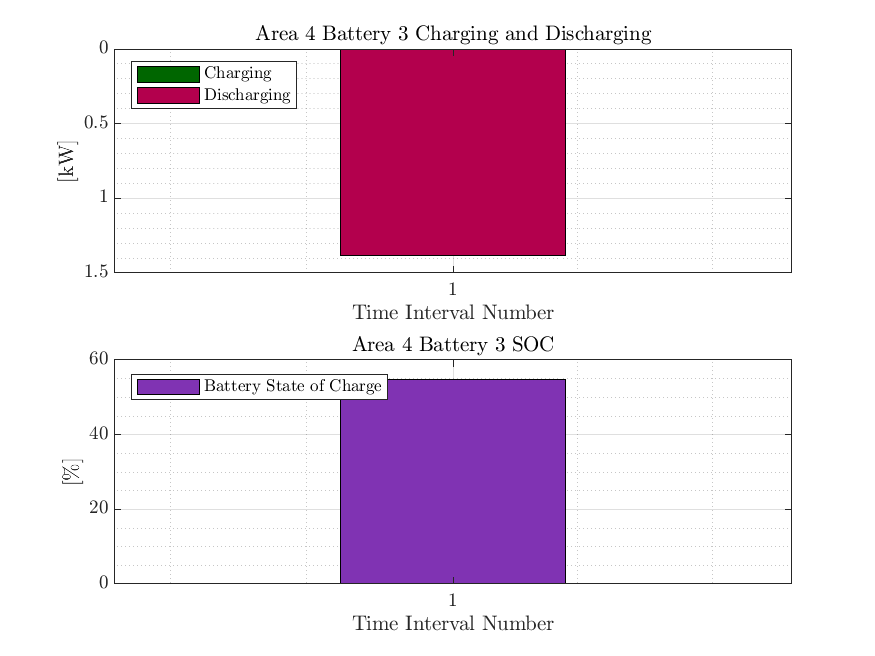 Area 4 Battery 3 Charging and Discharging
0
Charging
Discharging
0.5
[kW]
1
1.5
1
Time Interval Number
Area 4 Battery 3 SOC
60
Battery State of Charge
40
[%]
20
0
1
Time Interval Number